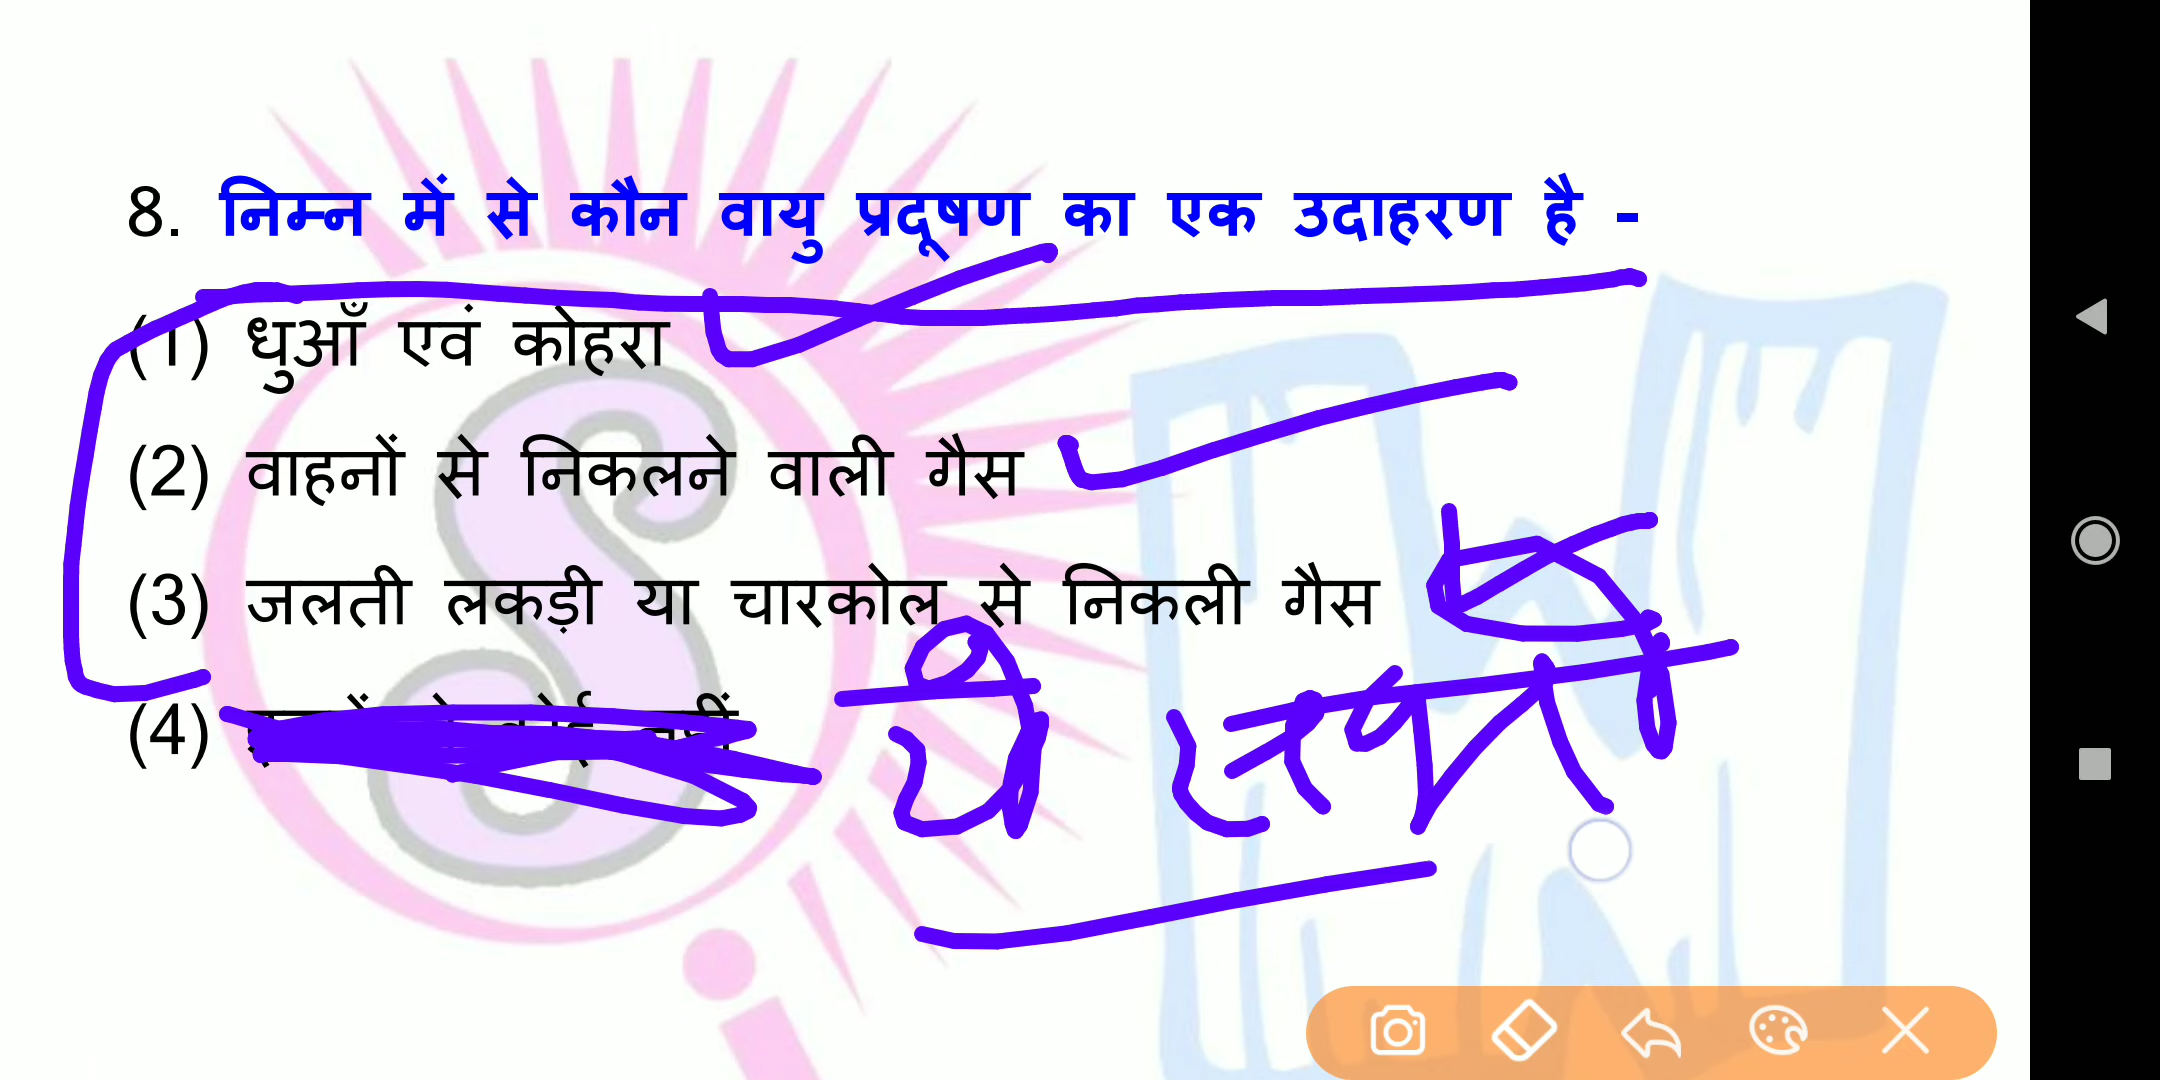 8. निम्न में से कौन वायु प्रदूषण का एक उदाहरण है -
(1) धुआँ एवं कोहरा
(2) वाहनों से निकलने वाली गैस
(3) जलती लकड़ी या चारकोल से निकली गैस
(4)